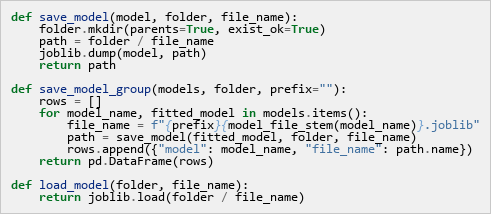 def save_model(model, folder, file_name):
    folder.mkdir(parents=True, exist_ok=True)
    path = folder / file_name
    joblib.dump(model, path)
    return path

def save_model_group(models, folder, prefix=""):
    rows = []
    for model_name, fitted_model in models.items():
        file_name = f"{prefix}{model_file_stem(model_name)}.joblib"
        path = save_model(fitted_model, folder, file_name)
        rows.append({"model": model_name, "file_name": path.name})
    return pd.DataFrame(rows)

def load_model(folder, file_name):
    return joblib.load(folder / file_name)